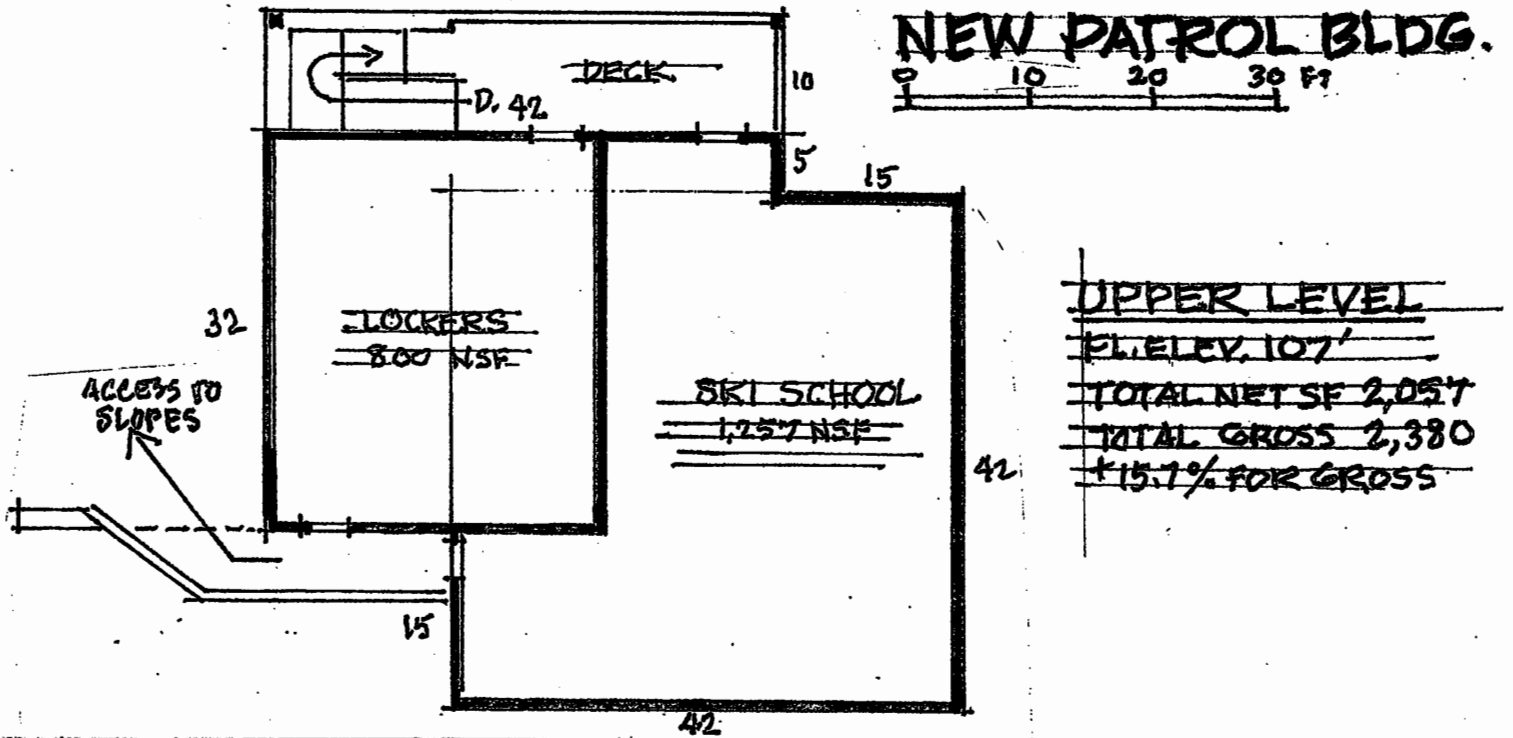 NEW PATROL BLDG.
0 10 20 30 FT
DECK
10
D. 42
5
15
32
LOCKERS
800 NSF
ACCESS TO
SLOPES
SKI SCHOOL
1,257 NSF
42
15
42
UPPER LEVEL
FL. ELEV. 107'
TOTAL NET SF 2,057
TOTAL GROSS 2,380
+15.7% FOR GROSS